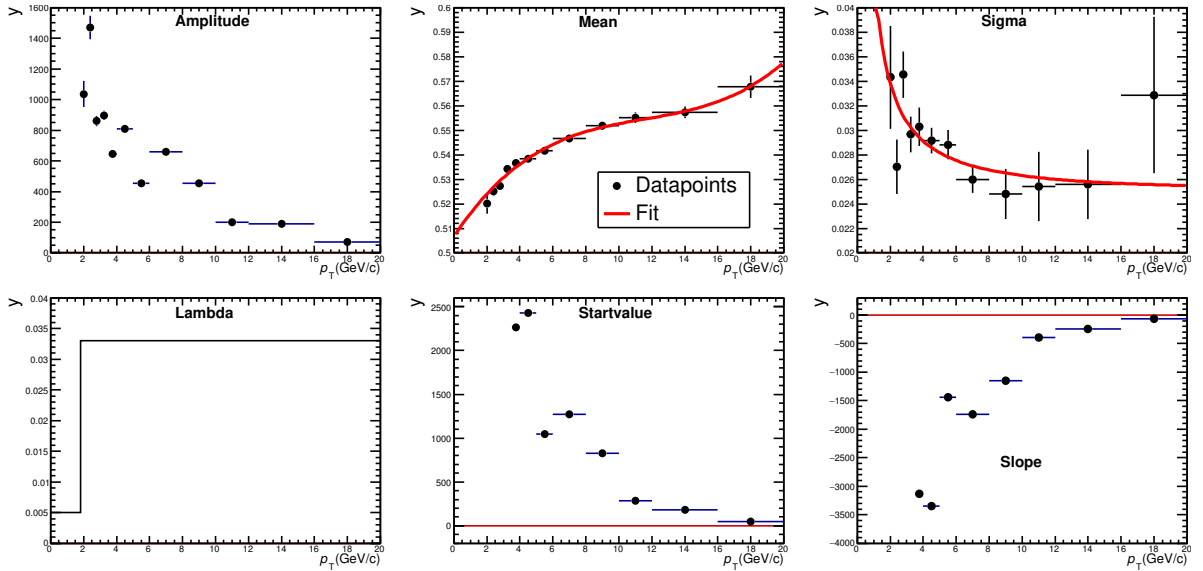 y
Amplitude
1600
1400
1200
1000
800
600
400
200
0
0 2 4 6 8 10 12 14 16 18 20
p_T(GeV/c)
y
Mean
0.6
0.59
0.58
0.57
0.56
0.55
0.54
0.53
0.52
0.51
0.5
Datapoints
Fit
0 2 4 6 8 10 12 14 16 18 20
p_T(GeV/c)
y
Sigma
0.04
0.038
0.036
0.034
0.032
0.03
0.028
0.026
0.024
0.022
0.02
0 2 4 6 8 10 12 14 16 18 20
p_T(GeV/c)
y
Lambda
0.04
0.035
0.03
0.025
0.02
0.015
0.01
0.005
0
0 2 4 6 8 10 12 14 16 18 20
p_T(GeV/c)
y
Startvalue
2500
2000
1500
1000
500
0
0 2 4 6 8 10 12 14 16 18 20
p_T(GeV/c)
y
0
−500
−1000
−1500
−2000
−2500
Slope
−3000
−3500
−4000
0 2 4 6 8 10 12 14 16 18 20
p_T(GeV/c)